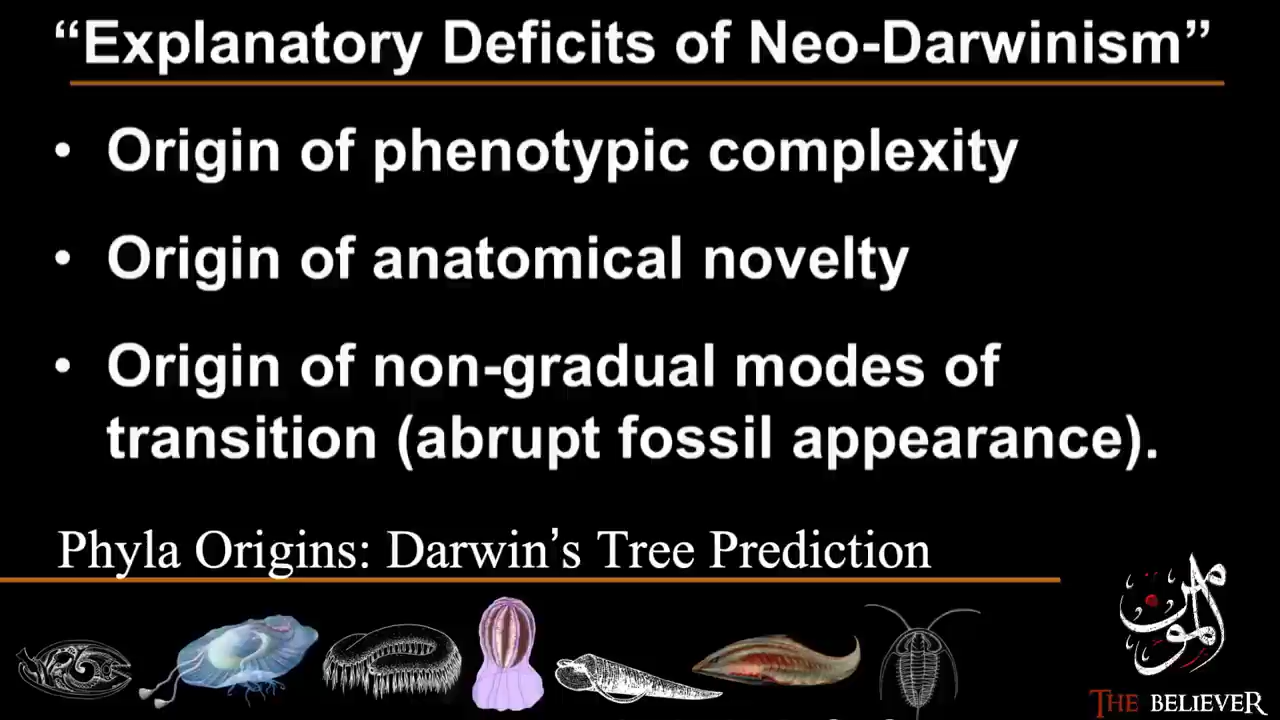 “Explanatory Deficits of Neo-Darwinism”
• Origin of phenotypic complexity
• Origin of anatomical novelty
• Origin of non-gradual modes of
transition (abrupt fossil appearance).
Phyla Origins: Darwin’s Tree Prediction
المؤمن
THE BELIEVER